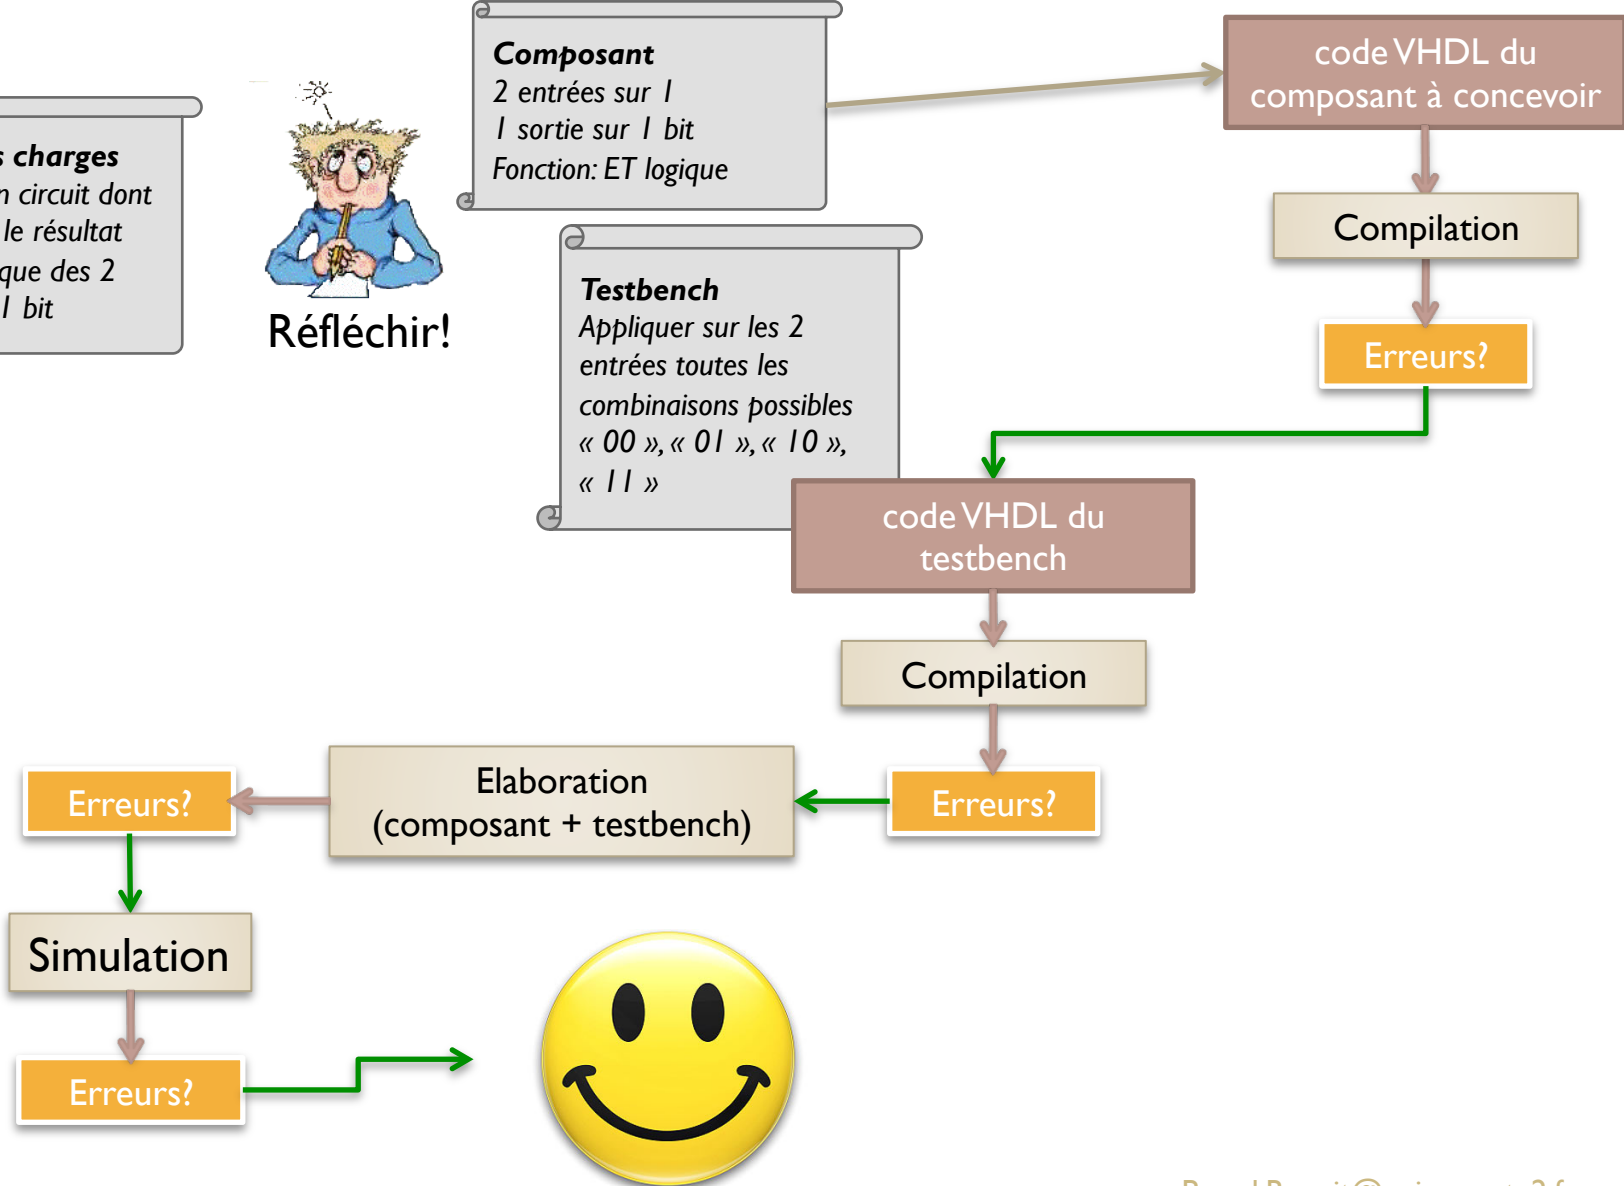 Composant
2 entrées sur 1
1 sortie sur 1 bit
Fonction: ET logique
code VHDL du
composant à concevoir
charges
circuit dont
le résultat
que des 2
1 bit
Réfléchir!
Compilation
Testbench
Appliquer sur les 2
entrées toutes les
combinaisons possibles
« 00 », « 01 », « 10 »,
« 11 »
Erreurs?
code VHDL du
testbench
Compilation
Erreurs?
Elaboration
(composant + testbench)
Erreurs?
Simulation
Erreurs?